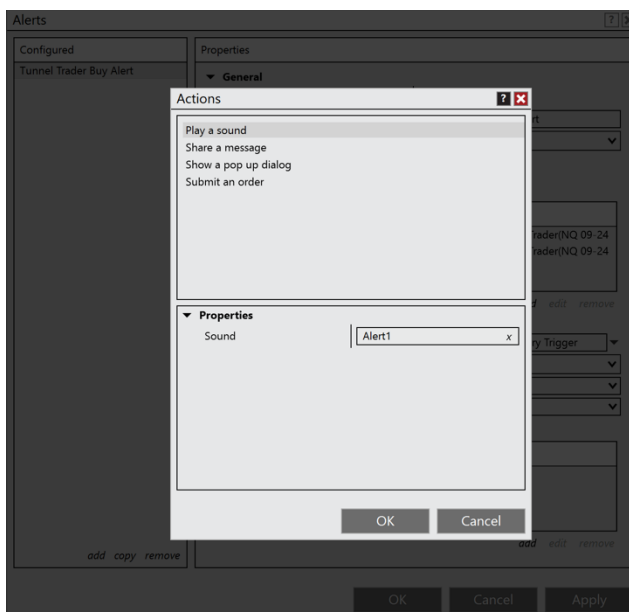 Alerts
?
Configured
Properties
Tunnel Trader Buy Alert
General
Actions
?
Play a sound
Share a message
Show a pop up dialog
Submit an order
Trader(NQ 09-24
Trader(NQ 09-24
edit remove
Properties
Sound
Alert1
x
Trigger
OK
Cancel
add copy remove
add edit remove
OK
Cancel
Apply